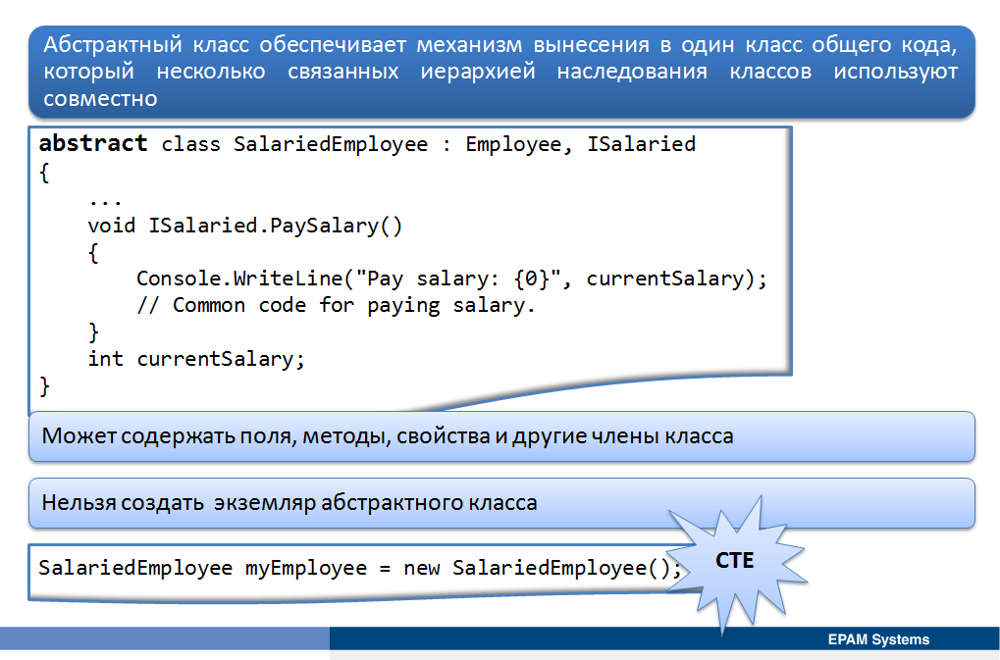 Абстрактный класс обеспечивает механизм вынесения в один класс общего кода,
который несколько связанных иерархией наследования классов используют
совместно
abstract class SalariedEmployee : Employee, ISalaried
{
    ...
    void ISalaried.PaySalary()
    {
        Console.WriteLine("Pay salary: {0}", currentSalary);
        // Common code for paying salary.
    }
    int currentSalary;
}
Может содержать поля, методы, свойства и другие члены класса
Нельзя создать экземляр абстрактного класса
SalariedEmployee myEmployee = new SalariedEmployee();
CTE
EPAM Systems